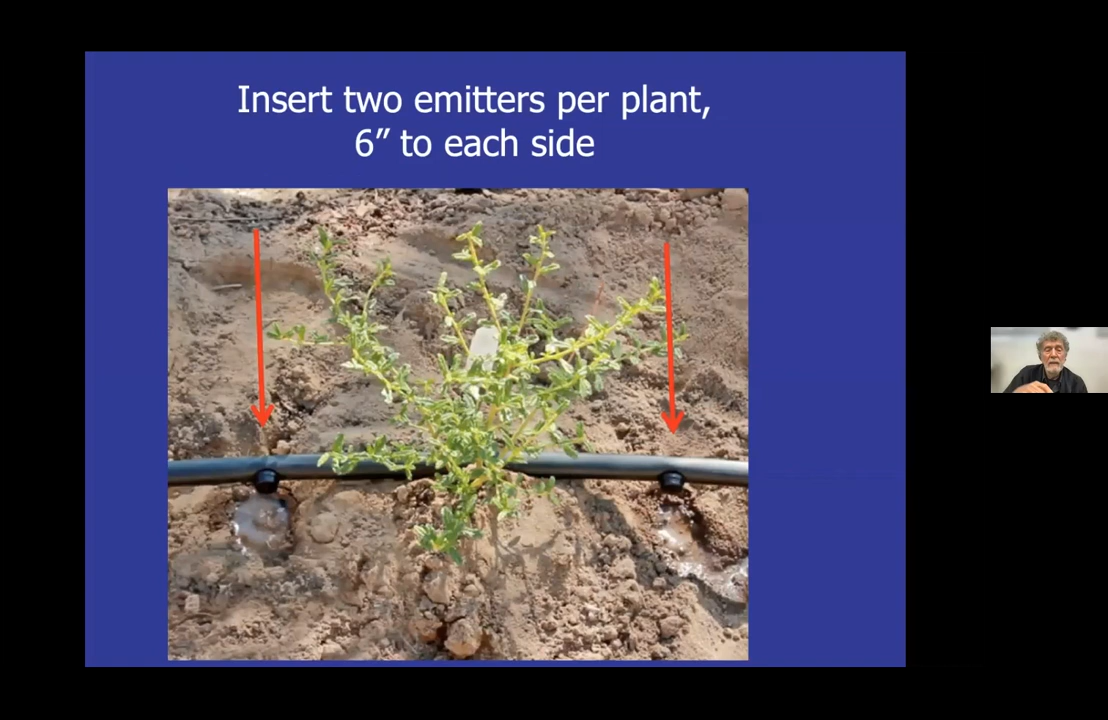 Insert two emitters per plant,
6” to each side